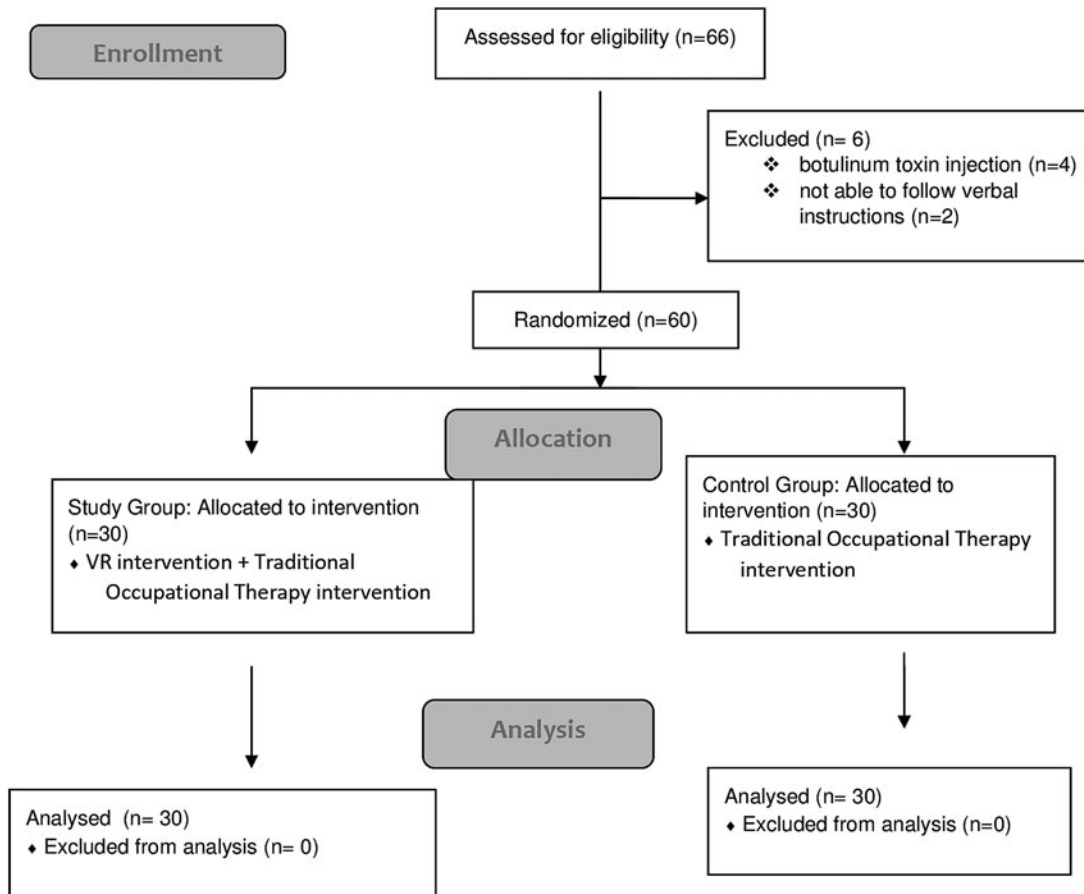 Enrollment
Assessed for eligibility (n=66)
Excluded (n= 6)
❖ botulinum toxin injection (n=4)
❖ not able to follow verbal
instructions (n=2)
Randomized (n=60)
Allocation
Study Group: Allocated to intervention
(n=30)
♦ VR intervention + Traditional
Occupational Therapy intervention
Control Group: Allocated to
intervention (n=30)
♦ Traditional Occupational Therapy
intervention
Analysis
Analysed (n= 30)
♦ Excluded from analysis (n= 0)
Analysed (n= 30)
♦ Excluded from analysis (n=0)